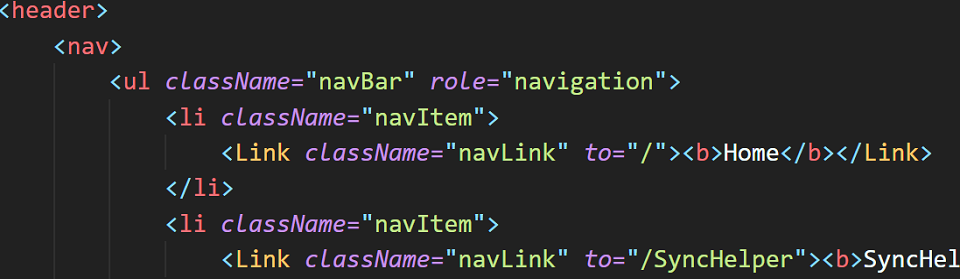 <header>
<nav>
<ul className="navBar" role="navigation">
<li className="navItem">
<Link className="navLink" to="/"><b>Home</b></Link>
</li>
<li className="navItem">
<Link className="navLink" to="/SyncHelper"><b>SyncHel